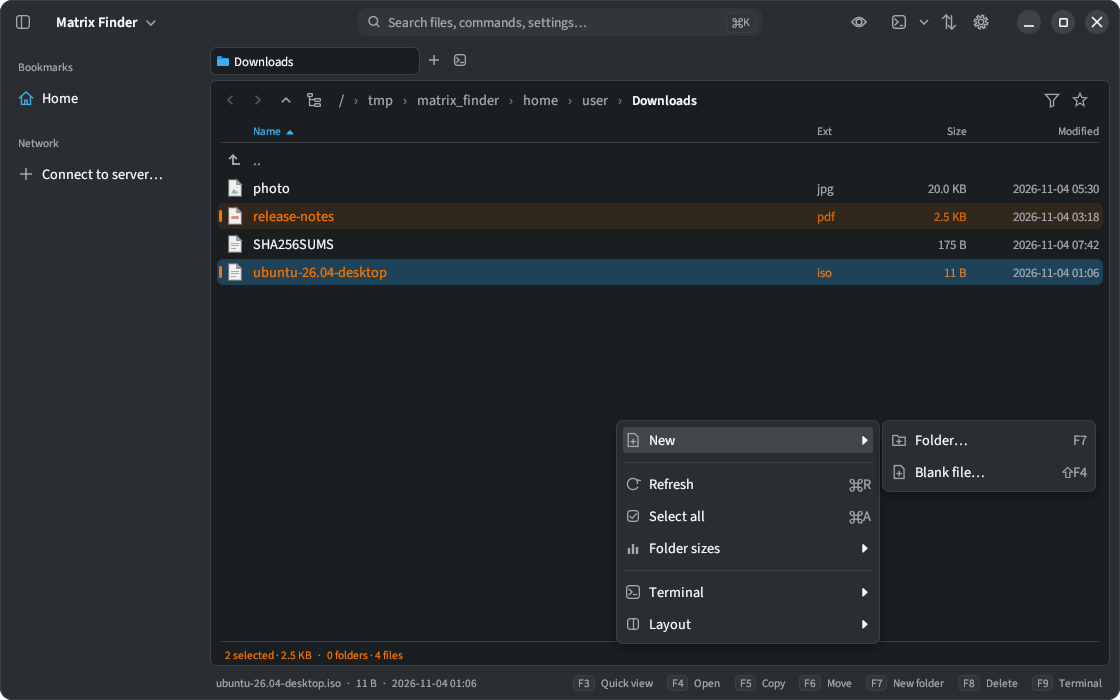 Matrix Finder
Search files, commands, settings… ⌘K
Bookmarks
Home
Network
Connect to server…
Downloads
/ › tmp › matrix_finder › home › user › Downloads
Name Ext Size Modified
..
photo jpg 20.0 KB 2026-11-04 05:30
release-notes pdf 2.5 KB 2026-11-04 03:18
SHA256SUMS 175 B 2026-11-04 07:42
ubuntu-26.04-desktop iso 11 B 2026-11-04 01:06
New
Folder… F7
Blank file… ⇧F4
Refresh ⌘R
Select all ⌘A
Folder sizes
Terminal
Layout
2 selected · 2.5 KB · 0 folders · 4 files
ubuntu-26.04-desktop.iso · 11 B · 2026-11-04 01:06
F3 Quick view F4 Open F5 Copy F6 Move F7 New folder F8 Delete F9 Terminal